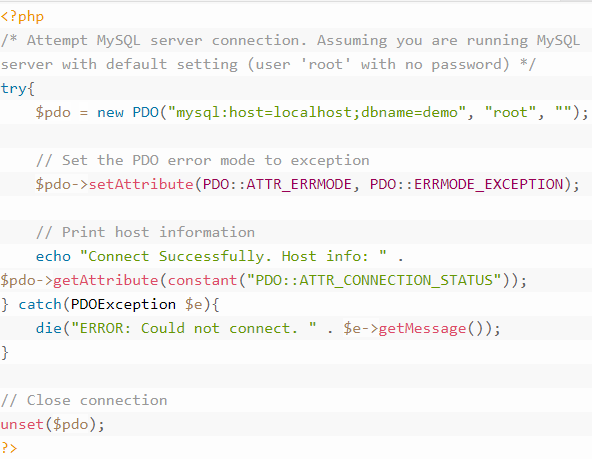 <?php
/* Attempt MySQL server connection. Assuming you are running MySQL
server with default setting (user 'root' with no password) */
try{
    $pdo = new PDO("mysql:host=localhost;dbname=demo", "root", "");
    // Set the PDO error mode to exception
    $pdo->setAttribute(PDO::ATTR_ERRMODE, PDO::ERRMODE_EXCEPTION);
    // Print host information
    echo "Connect Successfully. Host info: " .
$pdo->getAttribute(constant("PDO::ATTR_CONNECTION_STATUS"));
} catch(PDOException $e){
    die("ERROR: Could not connect. " . $e->getMessage());
}
// Close connection
unset($pdo);
?>